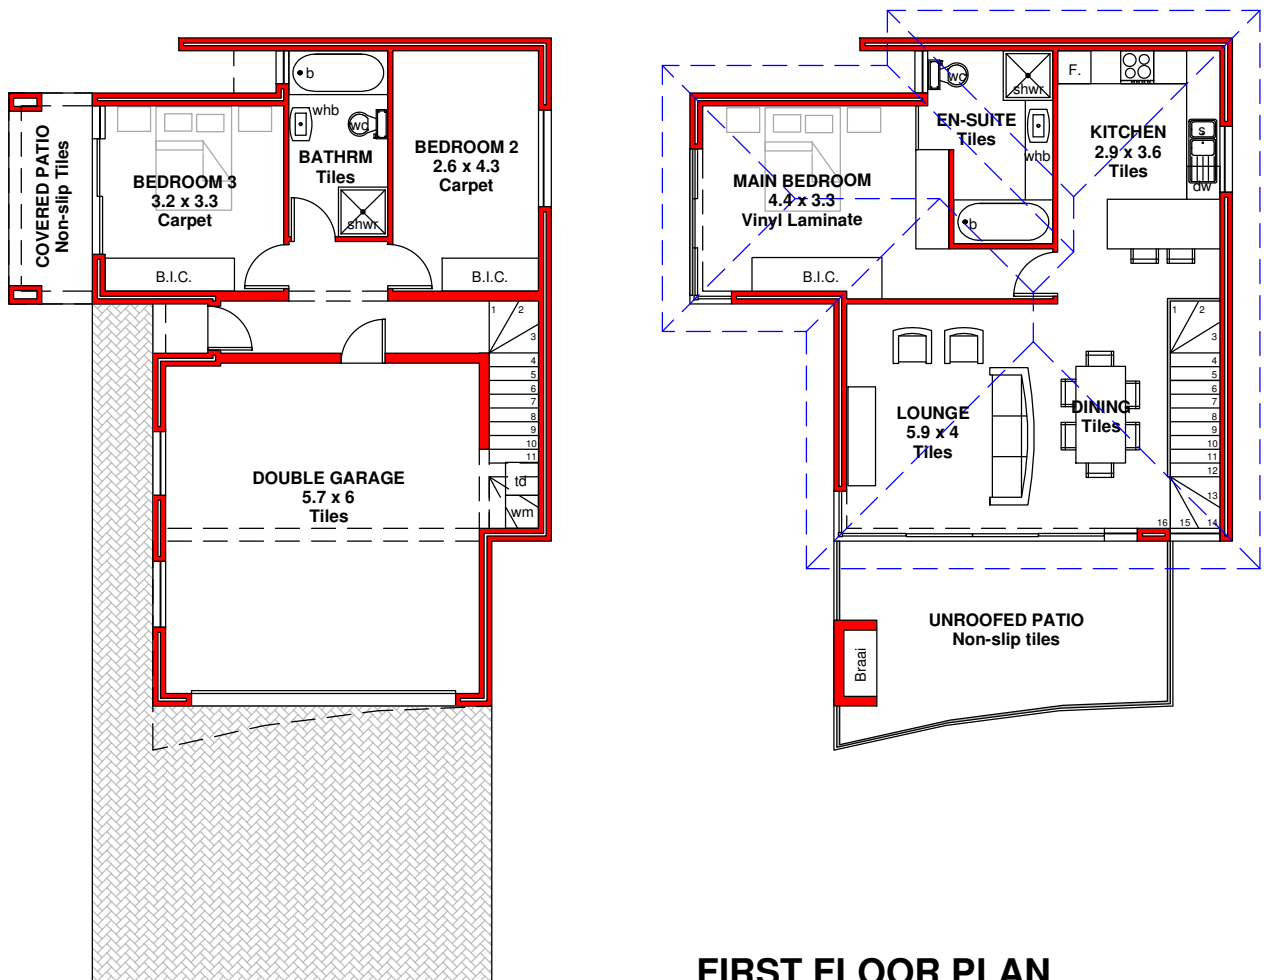 b
whb
wc
BATHRM
Tiles
shwr
BEDROOM 2
2.6 x 4.3
Carpet
BEDROOM 3
3.2 x 3.3
Carpet
COVERED PATIO
Non-slip Tiles
B.I.C.
B.I.C.
1
2
3
4
5
6
7
8
9
10
11
td
wm
DOUBLE GARAGE
5.7 x 6
Tiles
wc
shwr
F.
EN-SUITE
Tiles
whb
KITCHEN
2.9 x 3.6
Tiles
s
dw
MAIN BEDROOM
4.4 x 3.3
Vinyl Laminate
b
B.I.C.
1
2
3
4
5
6
7
8
9
10
11
12
13
14
15
16
LOUNGE
5.9 x 4
Tiles
DINING
Tiles
UNROOFED PATIO
Non-slip tiles
Braai
FIRST FLOOR PLAN